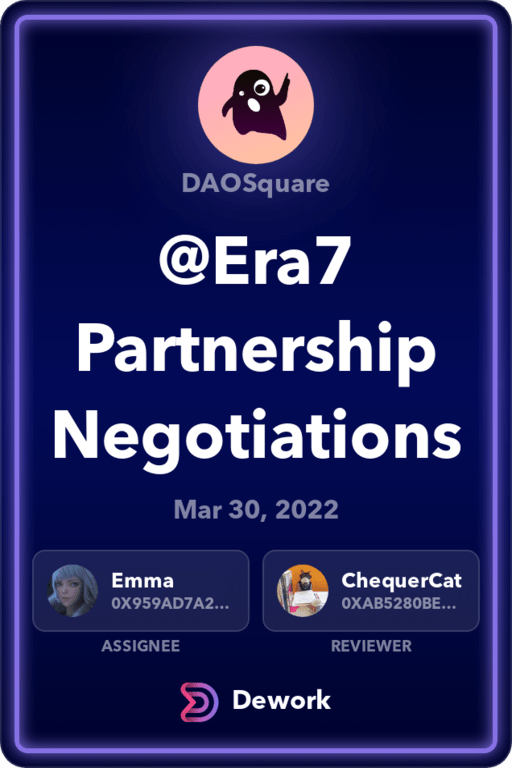 DAOSquare
@Era7
Partnership
Negotiations
Mar 30, 2022
Emma
0X959AD7A2...
ASSIGNEE
ChequerCat
0XAB5280BE...
REVIEWER
Dework